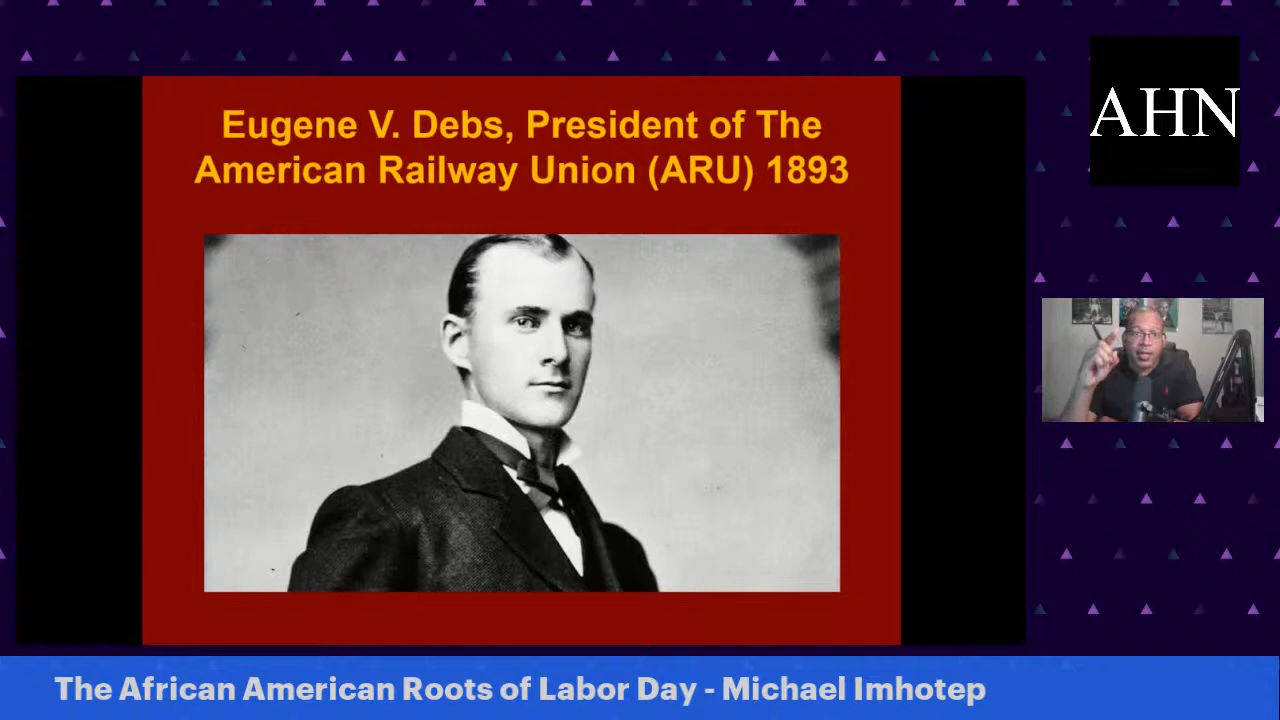 Eugene V. Debs, President of The
American Railway Union (ARU) 1893
AHN
The African American Roots of Labor Day - Michael Imhotep